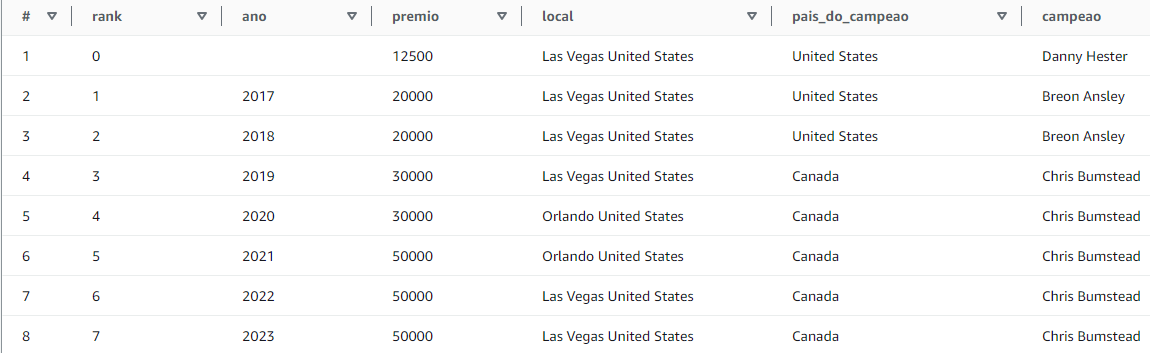 # rank ano premio local pais_do_campeao campeao
1 0 12500 Las Vegas United States United States Danny Hester
2 1 2017 20000 Las Vegas United States United States Breon Ansley
3 2 2018 20000 Las Vegas United States United States Breon Ansley
4 3 2019 30000 Las Vegas United States Canada Chris Bumstead
5 4 2020 30000 Orlando United States Canada Chris Bumstead
6 5 2021 50000 Orlando United States Canada Chris Bumstead
7 6 2022 50000 Las Vegas United States Canada Chris Bumstead
8 7 2023 50000 Las Vegas United States Canada Chris Bumstead